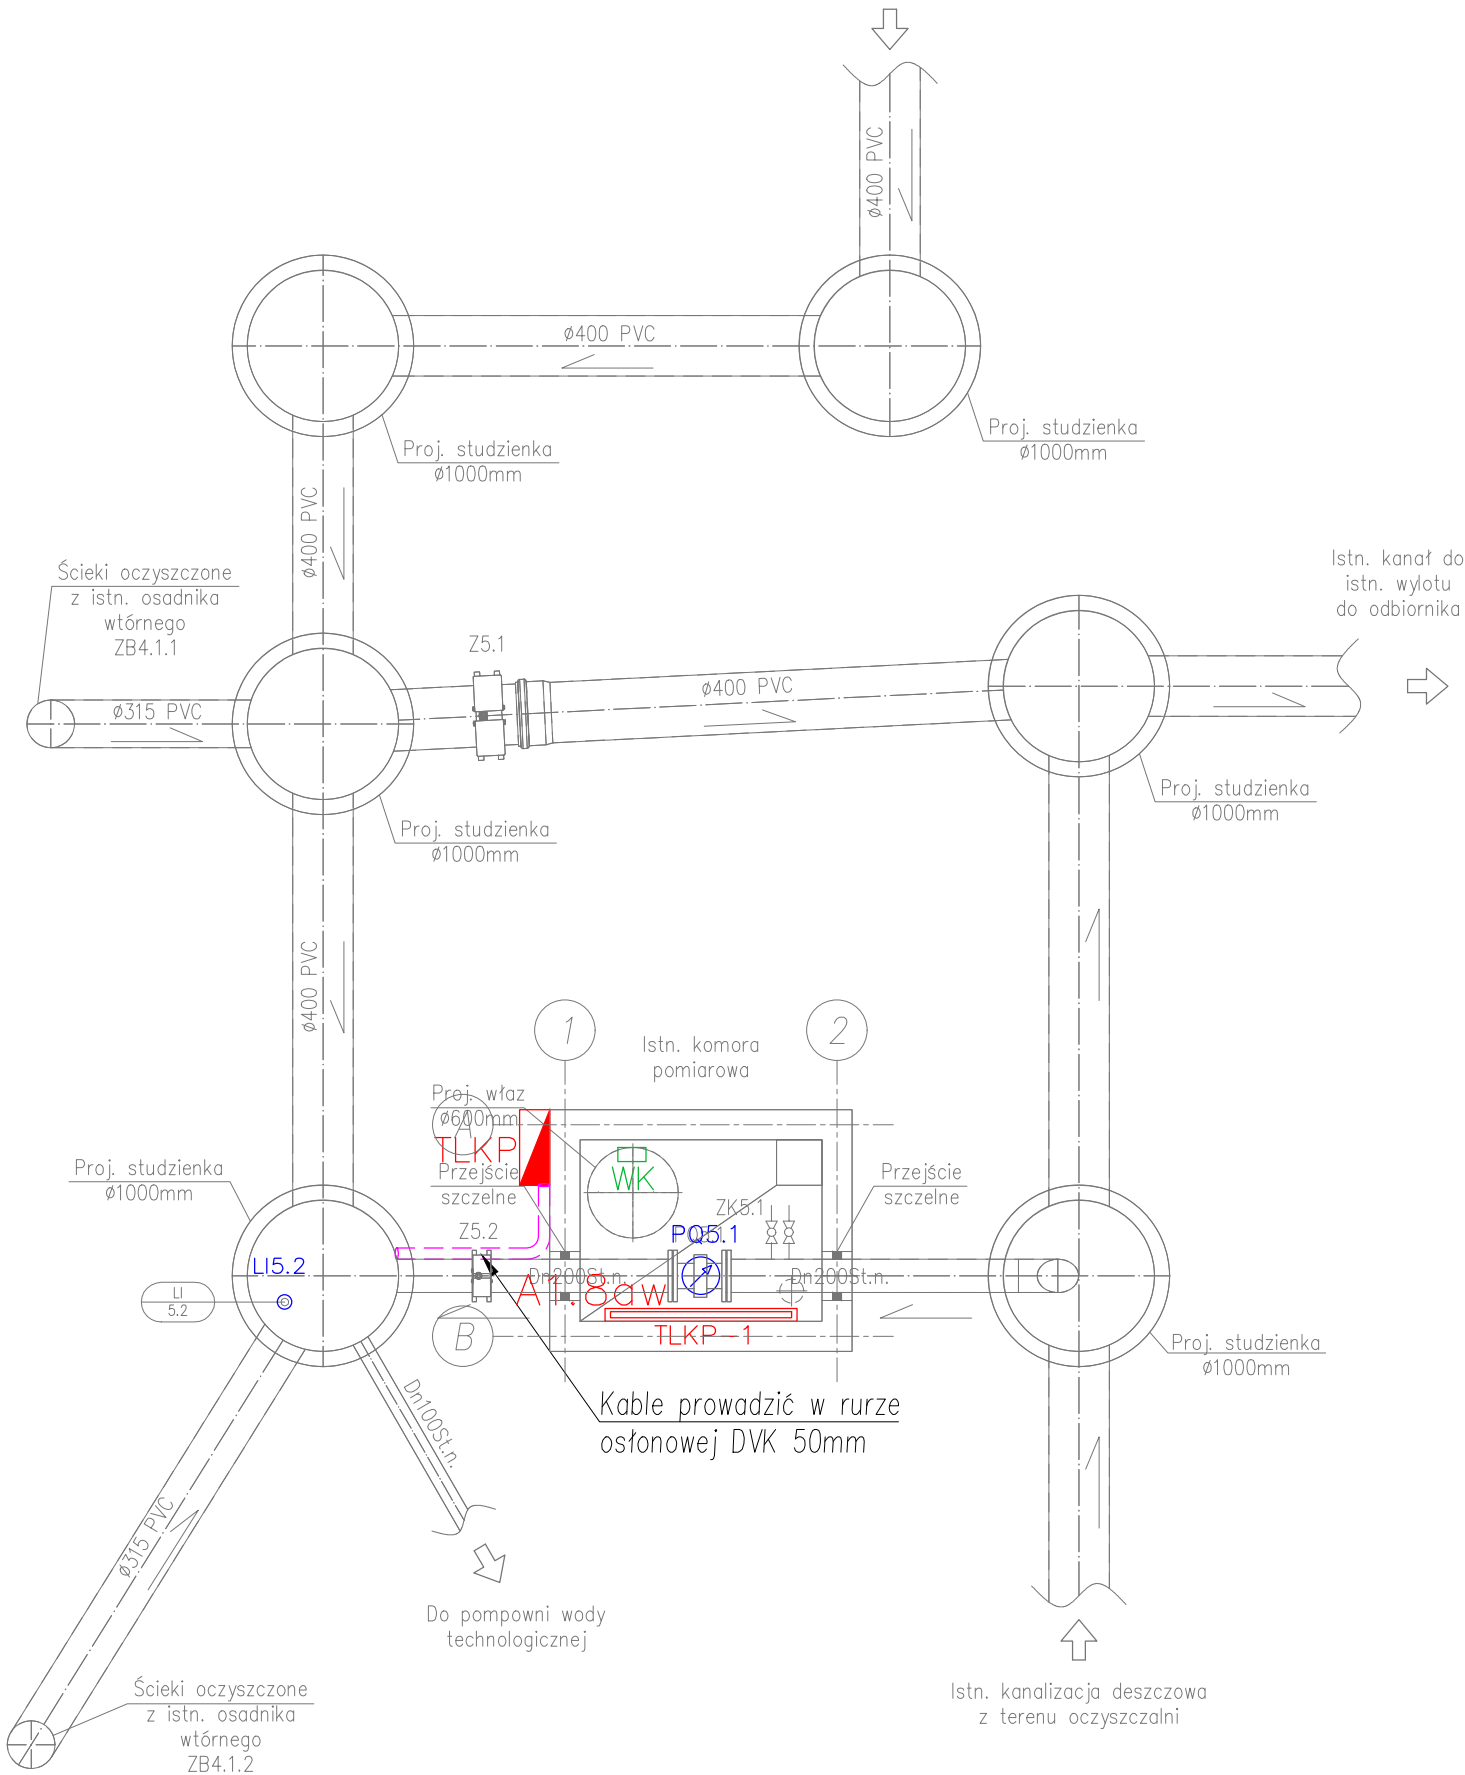 ø400 PVC
ø400 PVC
Proj. studzienka
ø1000mm
Proj. studzienka
ø1000mm
ø400 PVC
Istn. kanał do
istn. wylotu
do odbiornika
Ścieki oczyszczone
z istn. osadnika
wtórnego
ZB4.1.1
Z5.1
ø400 PVC
ø315 PVC
Proj. studzienka
ø1000mm
Proj. studzienka
ø1000mm
ø400 PVC
1
2
Istn. komora
pomiarowa
Proj. właz
ø600mm
A
TLKP
WK
Przejście
szczelne
Przejście
szczelne
Proj. studzienka
ø1000mm
ZK5.1
Z5.2
PQ5.1
LI5.2
Dn200St.n.
Dn200St.n.
A1.8aw
LI
5.2
B
TLKP-1
Proj. studzienka
ø1000mm
Kable prowadzić w rurze
osłonowej DVK 50mm
Dn100St.n.
ø315 PVC
Do pompowni wody
technologicznej
Ścieki oczyszczone
z istn. osadnika
wtórnego
ZB4.1.2
Istn. kanalizacja deszczowa
z terenu oczyszczalni